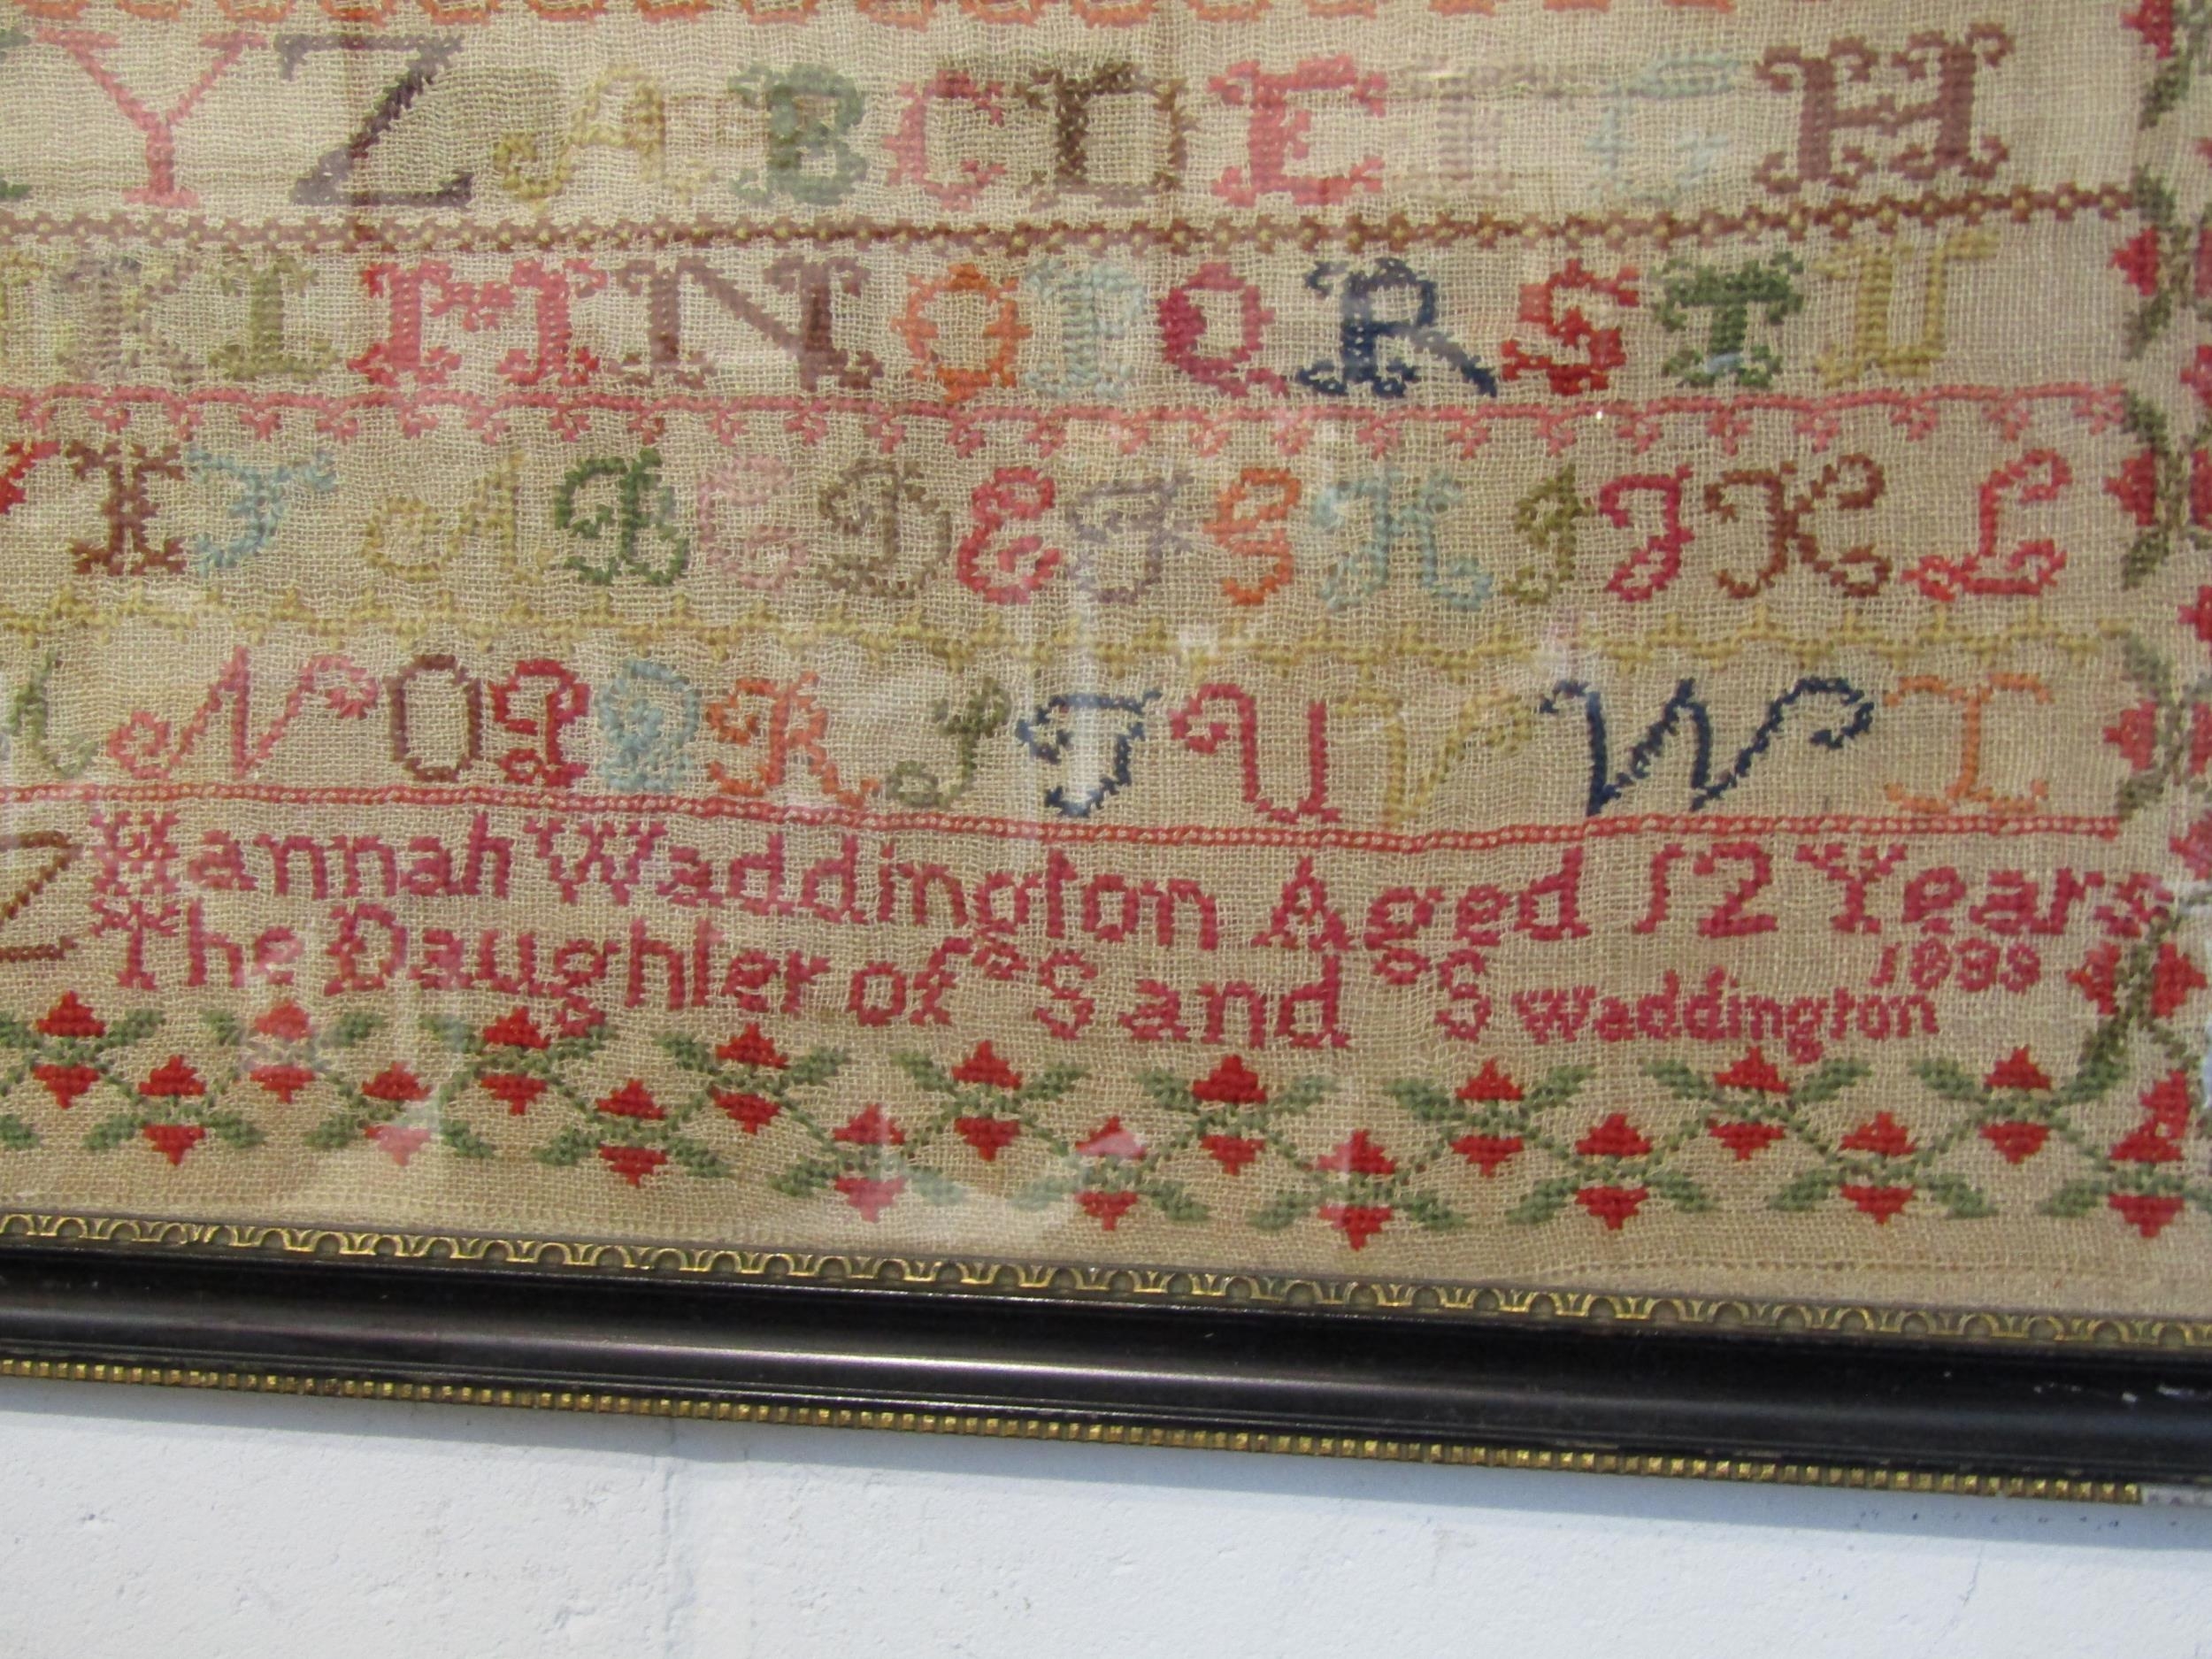 Y Z A B C D E F G H
K L M N O P Q R S T U
Y A B C D E F G H I J K L
M N O P Q R S T U V W
Z Hannah Waddington Aged 12 Years
The Daughter of S and S Waddington